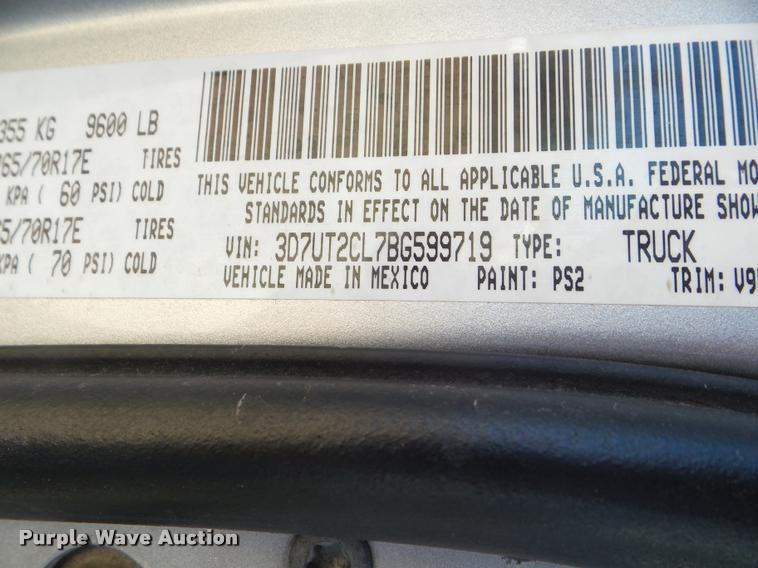 355 KG 9600 LB
65/70R17E TIRES
KPA ( 60 PSI) COLD
5/70R17E TIRES
KPA ( 70 PSI) COLD
THIS VEHICLE CONFORMS TO ALL APPLICABLE U.S.A. FEDERAL MO
STANDARDS IN EFFECT ON THE DATE OF MANUFACTURE SHOW
VIN: 3D7UT2CL7BG599719 TYPE: TRUCK
VEHICLE MADE IN MEXICO PAINT: PS2 TRIM: V9
Purple Wave Auction